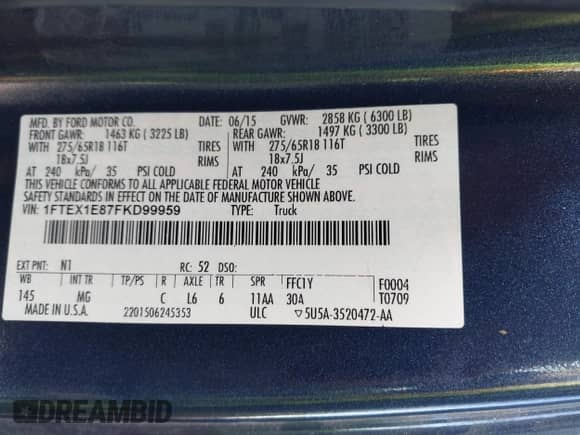 MFD. BY FORD MOTOR CO. DATE: 06/15 GVWR: 2858 KG (6300 LB)
FRONT GAWR: 1463 KG (3225 LB) REAR GAWR: 1497 KG (3300 LB)
WITH 275/65R18 116T TIRES WITH 275/65R18 116T TIRES
18x7.5J RIMS 18x7.5J RIMS
AT 240 kPa/ 35 PSI COLD AT 240 kPa/ 35 PSI COLD
THIS VEHICLE CONFORMS TO ALL APPLICABLE FEDERAL MOTOR VEHICLE
SAFETY STANDARDS IN EFFECT ON THE DATE OF MANUFACTURE SHOWN ABOVE.
VIN: 1FTEX1E87FKD99959 TYPE: Truck
EXT PNT: N1 RC: 52 DSO:
WB INT TR TP/PS R AXLE TR SPR FFC1Y F0004
145 MG C L6 6 11AA 30A T0709
MADE IN U.S.A. 2201506245353 ULC ▽5U5A-3520472-AA
DREAMBID